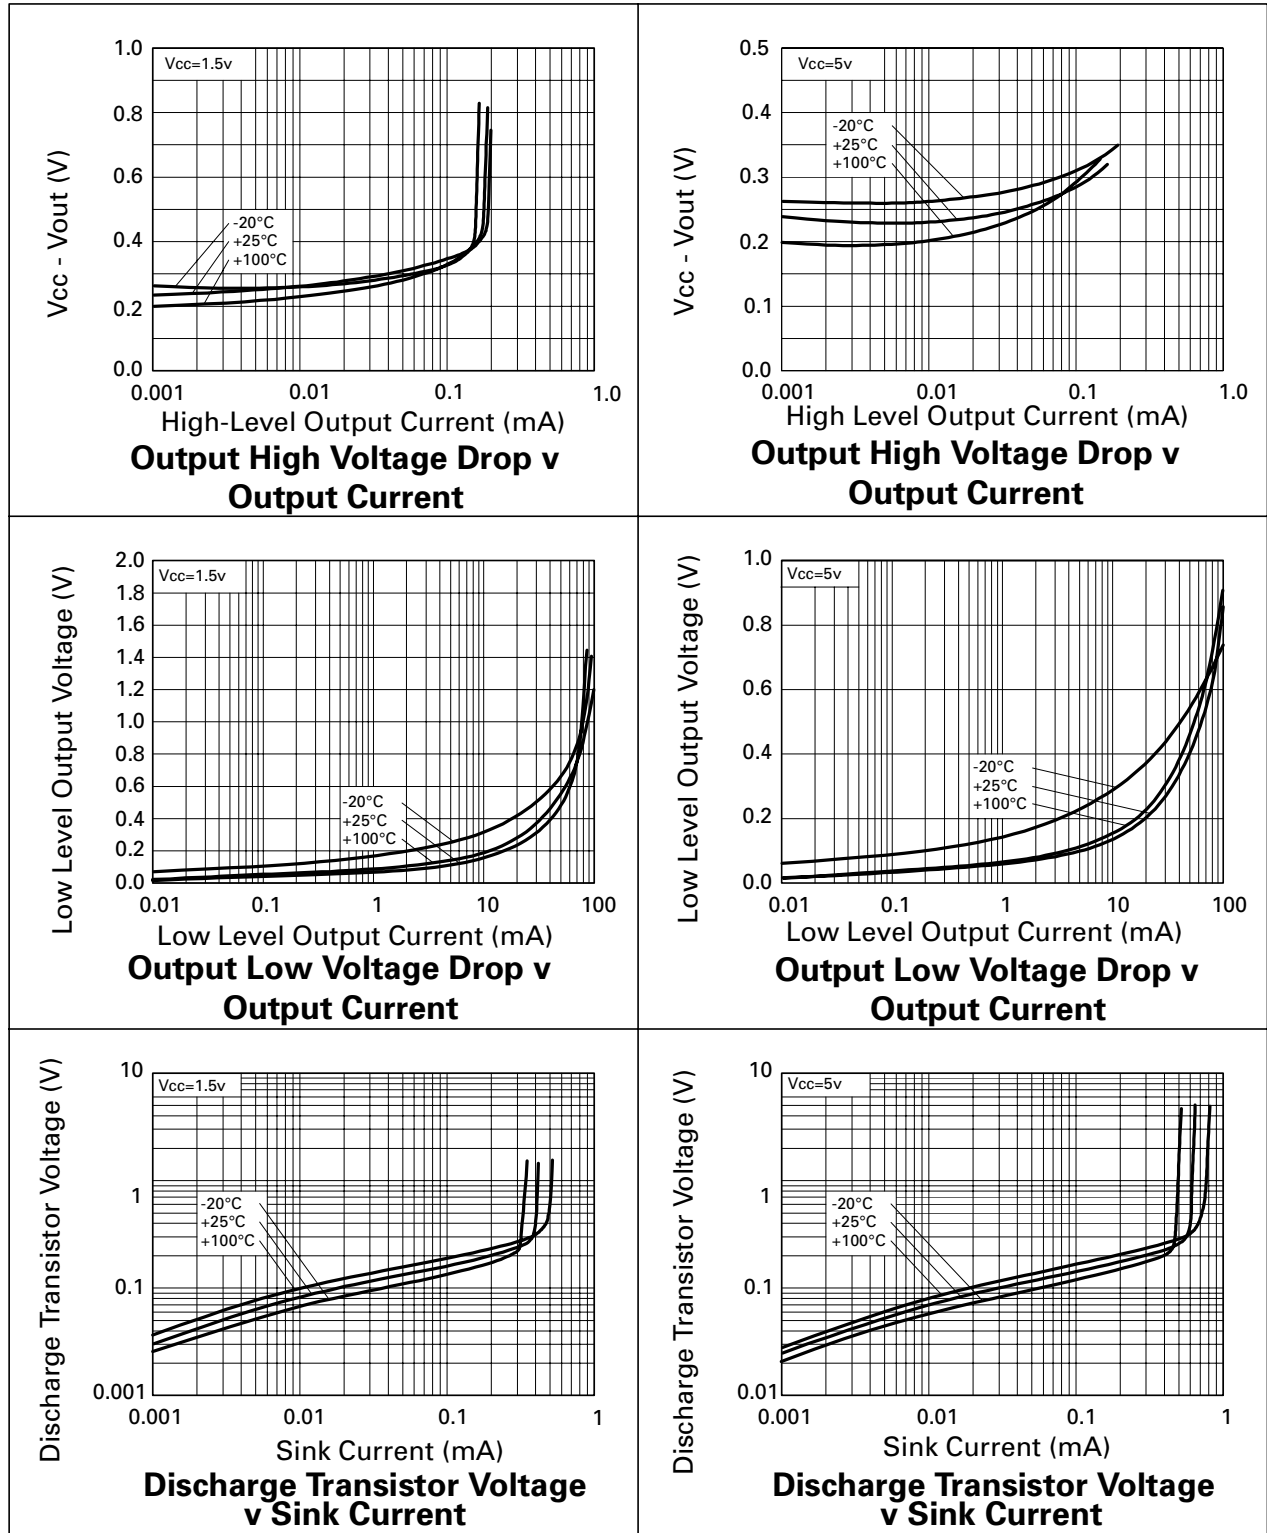 Vcc - Vout (V)
1.0
0.8
0.6
0.4
0.2
0.0
Vcc=1.5v
-20°C
+25°C
+100°C
0.001 0.01 0.1 1.0
High-Level Output Current (mA)
Output High Voltage Drop v
Output Current
Vcc - Vout (V)
0.5
0.4
0.3
0.2
0.1
0.0
Vcc=5v
-20°C
+25°C
+100°C
0.001 0.01 0.1 1.0
High Level Output Current (mA)
Output High Voltage Drop v
Output Current
Low Level Output Voltage (V)
2.0
1.8
1.6
1.4
1.2
1.0
0.8
0.6
0.4
0.2
0.0
Vcc=1.5v
-20°C
+25°C
+100°C
0.01 0.1 1 10 100
Low Level Output Current (mA)
Output Low Voltage Drop v
Output Current
Low Level Output Voltage (V)
1.0
0.8
0.6
0.4
0.2
0.0
Vcc=5v
-20°C
+25°C
+100°C
0.01 0.1 1 10 100
Low Level Output Current (mA)
Output Low Voltage Drop v
Output Current
Discharge Transistor Voltage (V)
10
1
0.1
0.001
Vcc=1.5v
-20°C
+25°C
+100°C
0.001 0.01 0.1 1
Sink Current (mA)
Discharge Transistor Voltage
v Sink Current
Discharge Transistor Voltage (V)
10
1
0.1
0.01
Vcc=5v
-20°C
+25°C
+100°C
0.001 0.01 0.1 1
Sink Current (mA)
Discharge Transistor Voltage
v Sink Current